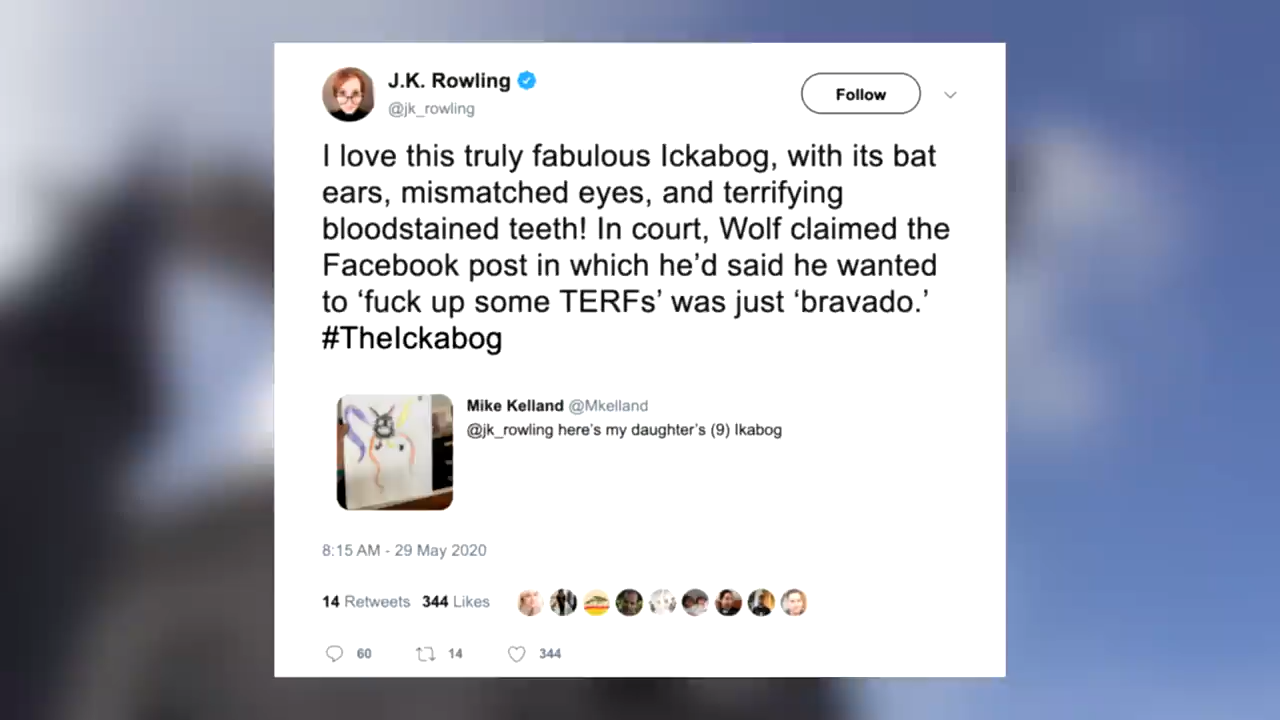 J.K. Rowling
@jk_rowling
Follow
I love this truly fabulous Ickabog, with its bat
ears, mismatched eyes, and terrifying
bloodstained teeth! In court, Wolf claimed the
Facebook post in which he’d said he wanted
to ‘fuck up some TERFs’ was just ‘bravado.’
#TheIckabog
Mike Kelland @Mkelland
@jk_rowling here’s my daughter’s (9) Ikabog
8:15 AM - 29 May 2020
14 Retweets 344 Likes
60 14 344